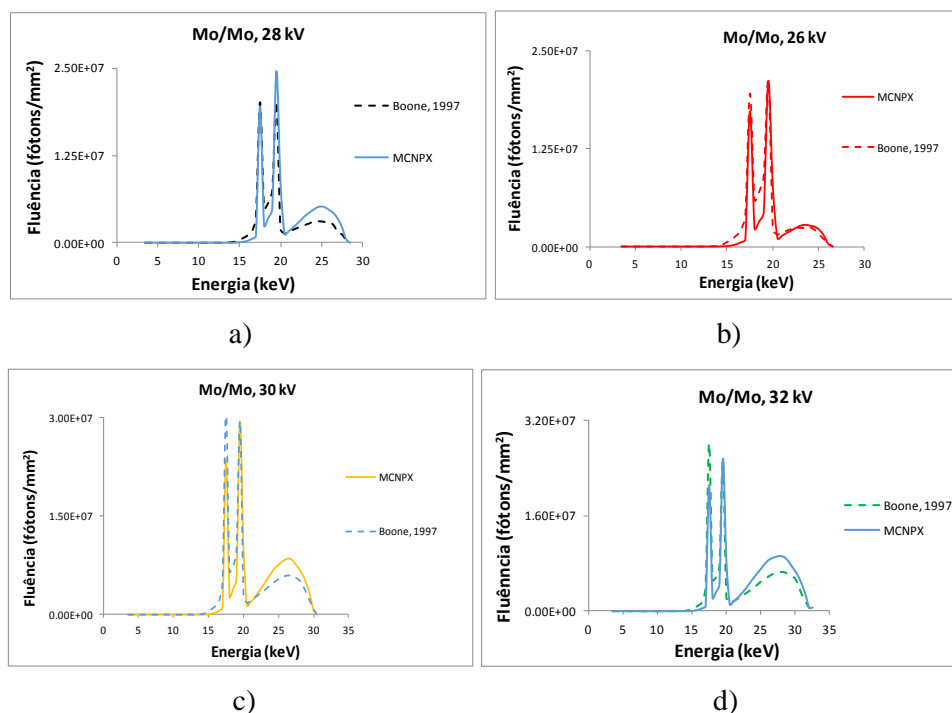 Mo/Mo, 28 kV
Fluência (fótons/mm²)
2.50E+07
1.25E+07
0.00E+00
0 5 10 15 20 25 30
Energia (keV)
Boone, 1997
MCNPX
a)
Mo/Mo, 26 kV
Fluência (fótons/mm²)
2.50E+07
1.25E+07
0.00E+00
0 5 10 15 20 25 30
Energia (keV)
MCNPX
Boone, 1997
b)
Mo/Mo, 30 kV
Fluência (fótons/mm²)
3.00E+07
1.50E+07
0.00E+00
0 5 10 15 20 25 30 35
Energia (keV)
MCNPX
Boone, 1997
c)
Mo/Mo, 32 kV
Fluênncia (fótons/mm²)
3.20E+07
1.60E+07
0.00E+00
0 5 10 15 20 25 30 35
Energia (keV)
Boone, 1997
MCNPX
d)